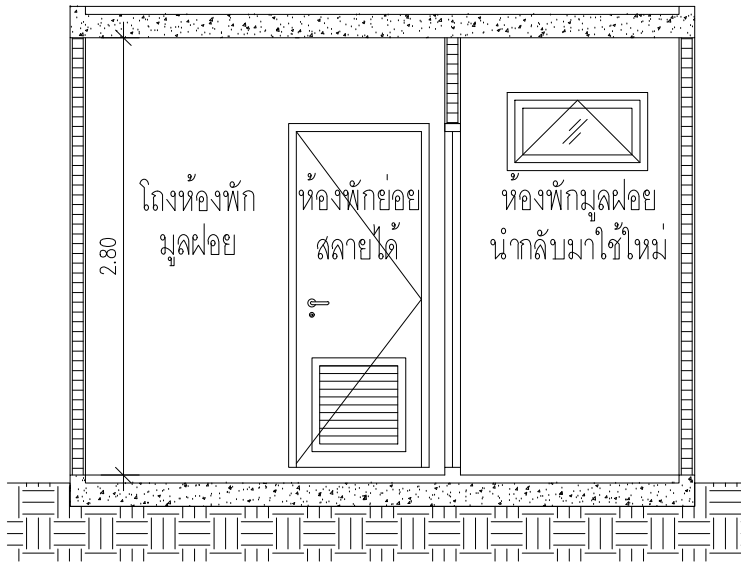 โถงห้องพัก
มูลฝอย
ห้องพักย่อย
สลายได้
ห้องพักมูลฝอย
นำกลับมาใช้ใหม่
2.80